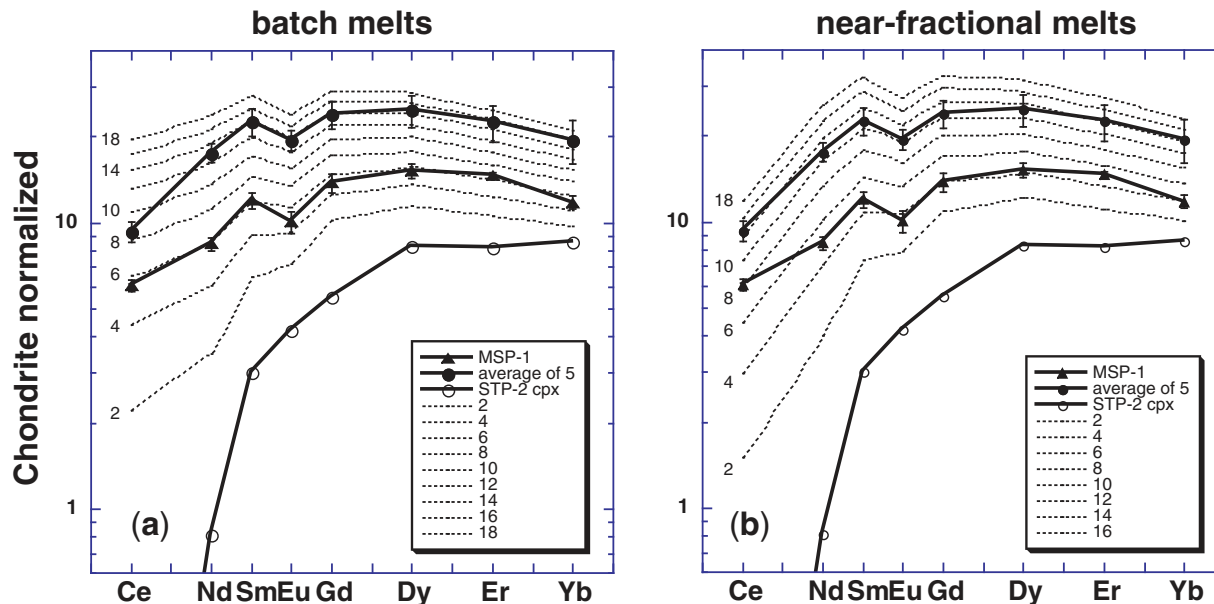 batch melts
near-fractional melts
Chondrite normalized
10
1
18
14
10
8
6
4
2
MSP-1
average of 5
STP-2 cpx
2
4
6
8
10
12
14
16
18
(a)
Ce Nd Sm Eu Gd Dy Er Yb
10
1
18
10
8
6
4
2
MSP-1
average of 5
STP-2 cpx
2
4
6
8
10
12
14
16
(b)
Ce Nd Sm Eu Gd Dy Er Yb